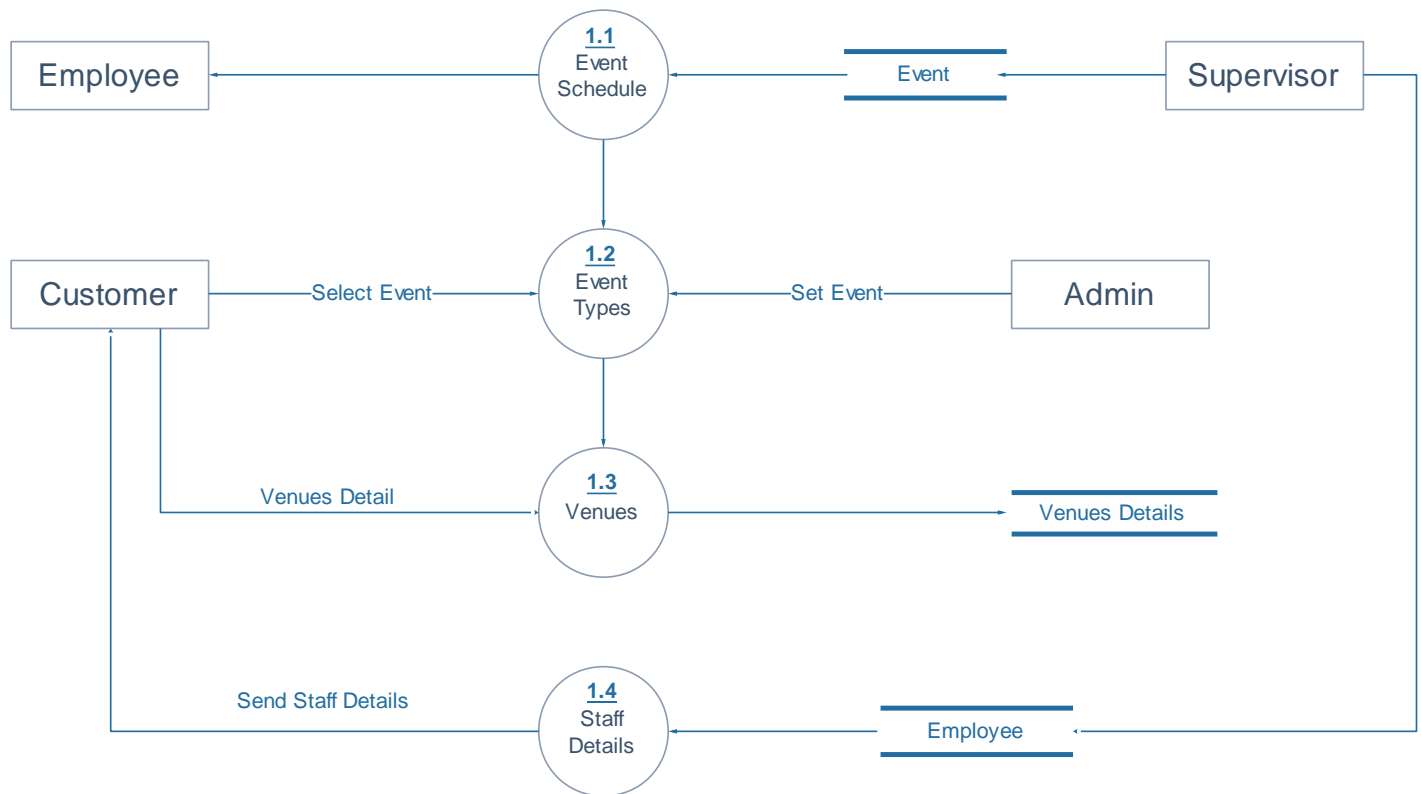 1.1
Event
Schedule
Employee
Event
Supervisor
1.2
Event
Types
Customer
Select Event
Set Event
Admin
1.3
Venues
Venues Detail
Venues Details
1.4
Staff
Details
Send Staff Details
Employee